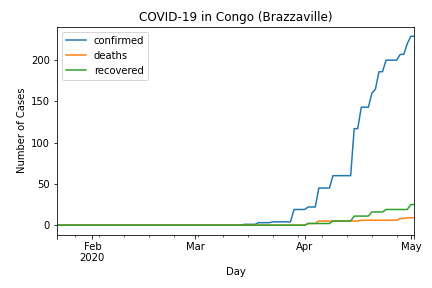 COVID-19 in Congo (Brazzaville)
confirmed
deaths
recovered
Number of Cases
200
150
100
50
0
Feb
2020
Mar
Apr
May
Day